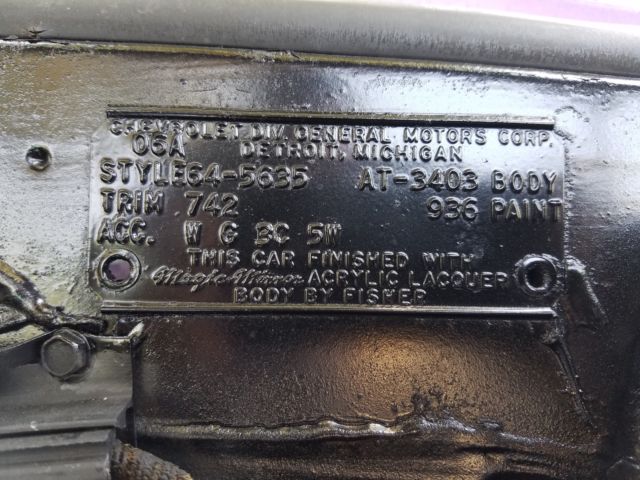 CHEVROLET DIV. GENERAL MOTORS CORP.
06A DETROIT, MICHIGAN
STYLE64-5635 AT-3403 BODY
TRIM 742 936 PAINT
ACC. W G 3C 5W
THIS CAR FINISHED WITH
Magic-Mirror ACRYLIC LACQUER
BODY BY FISHER